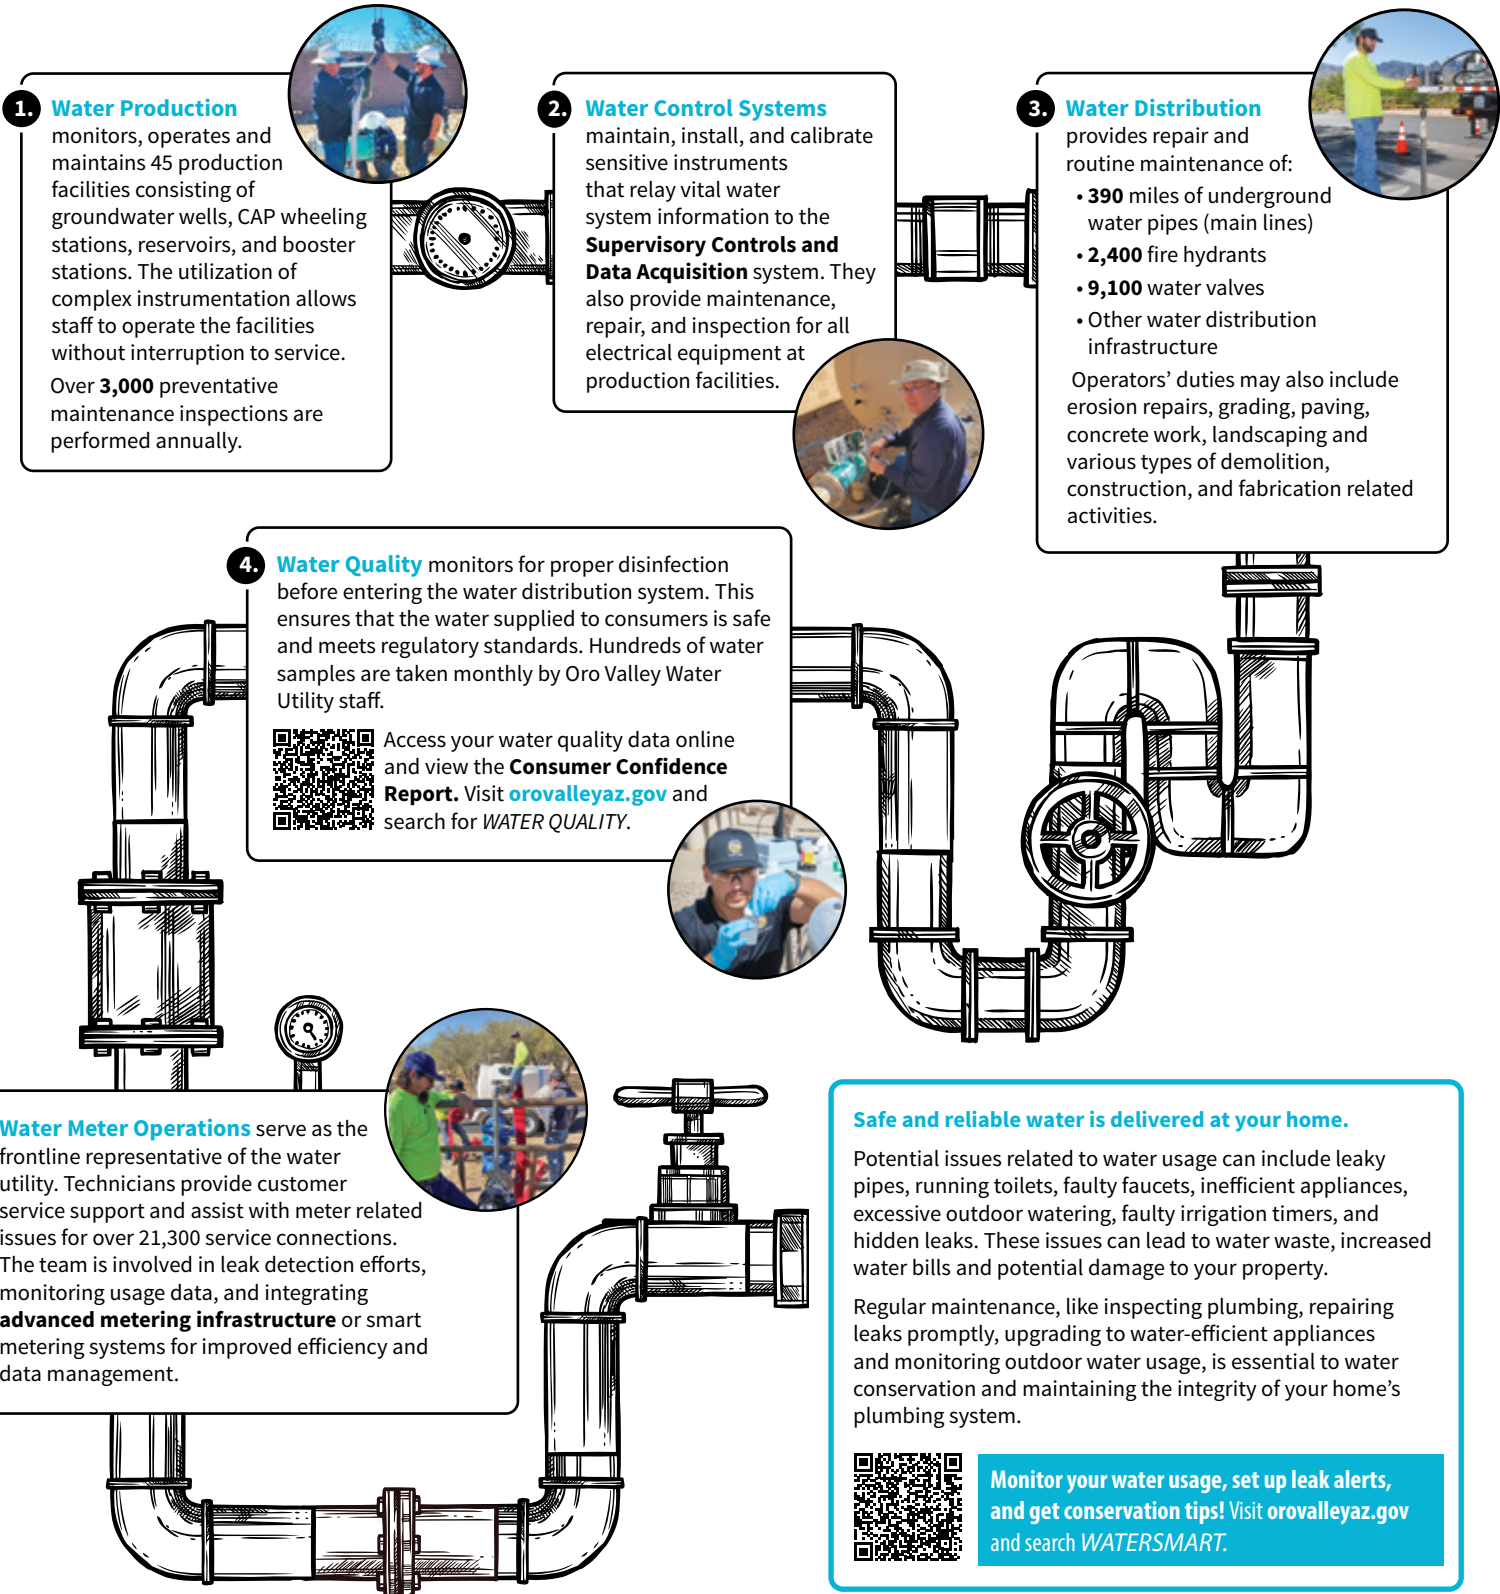 1. Water Production
monitors, operates and
maintains 45 production
facilities consisting of
groundwater wells, CAP wheeling
stations, reservoirs, and booster
stations. The utilization of
complex instrumentation allows
staff to operate the facilities
without interruption to service.
Over 3,000 preventative
maintenance inspections are
performed annually.
2. Water Control Systems
maintain, install, and calibrate
sensitive instruments
that relay vital water
system information to the
Supervisory Controls and
Data Acquisition system. They
also provide maintenance,
repair, and inspection for all
electrical equipment at
production facilities.
3. Water Distribution
provides repair and
routine maintenance of:
• 390 miles of underground
water pipes (main lines)
• 2,400 fire hydrants
• 9,100 water valves
• Other water distribution
infrastructure
Operators’ duties may also include
erosion repairs, grading, paving,
concrete work, landscaping and
various types of demolition,
construction, and fabrication related
activities.
4. Water Quality monitors for proper disinfection
before entering the water distribution system. This
ensures that the water supplied to consumers is safe
and meets regulatory standards. Hundreds of water
samples are taken monthly by Oro Valley Water
Utility staff.
Access your water quality data online
and view the Consumer Confidence
Report. Visit orovalleyaz.gov and
search for WATER QUALITY.
Water Meter Operations serve as the
frontline representative of the water
utility. Technicians provide customer
service support and assist with meter related
issues for over 21,300 service connections.
The team is involved in leak detection efforts,
monitoring usage data, and integrating
advanced metering infrastructure or smart
metering systems for improved efficiency and
data management.
Safe and reliable water is delivered at your home.
Potential issues related to water usage can include leaky
pipes, running toilets, faulty faucets, inefficient appliances,
excessive outdoor watering, faulty irrigation timers, and
hidden leaks. These issues can lead to water waste, increased
water bills and potential damage to your property.
Regular maintenance, like inspecting plumbing, repairing
leaks promptly, upgrading to water-efficient appliances
and monitoring outdoor water usage, is essential to water
conservation and maintaining the integrity of your home’s
plumbing system.
Monitor your water usage, set up leak alerts,
and get conservation tips! Visit orovalleyaz.gov
and search WATERSMART.